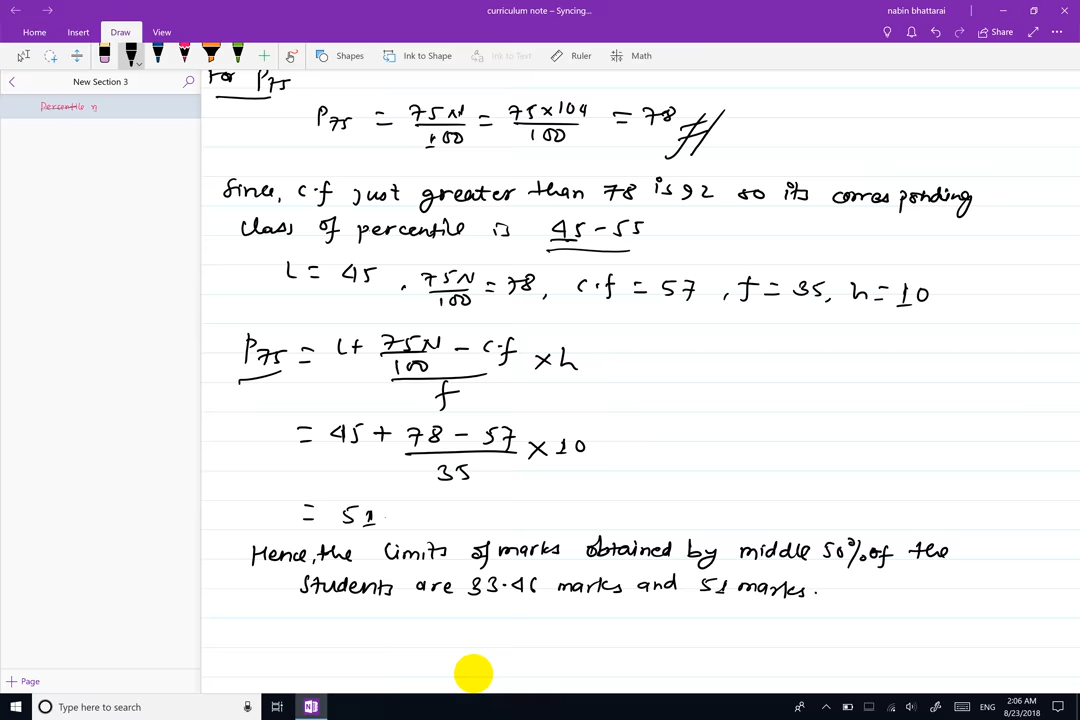 curriculum note – Syncing...
nabin bhattarai
Home Insert Draw View
Share
Shapes Ink to Shape Ink to Text Ruler Math
New Section 3
Percentile
For P75
P75 = 75N/100 = 75×104/100 = 78
Since, c.f just greater than 78 is 92 so its corresponding
class of percentile is 45-55
L = 45 , 75N/100 = 78, c.f = 57 , f = 35, h = 10
P75 = L + (75N/100 - c.f)/f × h
= 45 + (78 - 57)/35 × 10
= 51
Hence, the limits of marks obtained by middle 50% of the
students are 33.46 marks and 51 marks.
+ Page
Type here to search
ENG
2:06 AM
8/23/2018